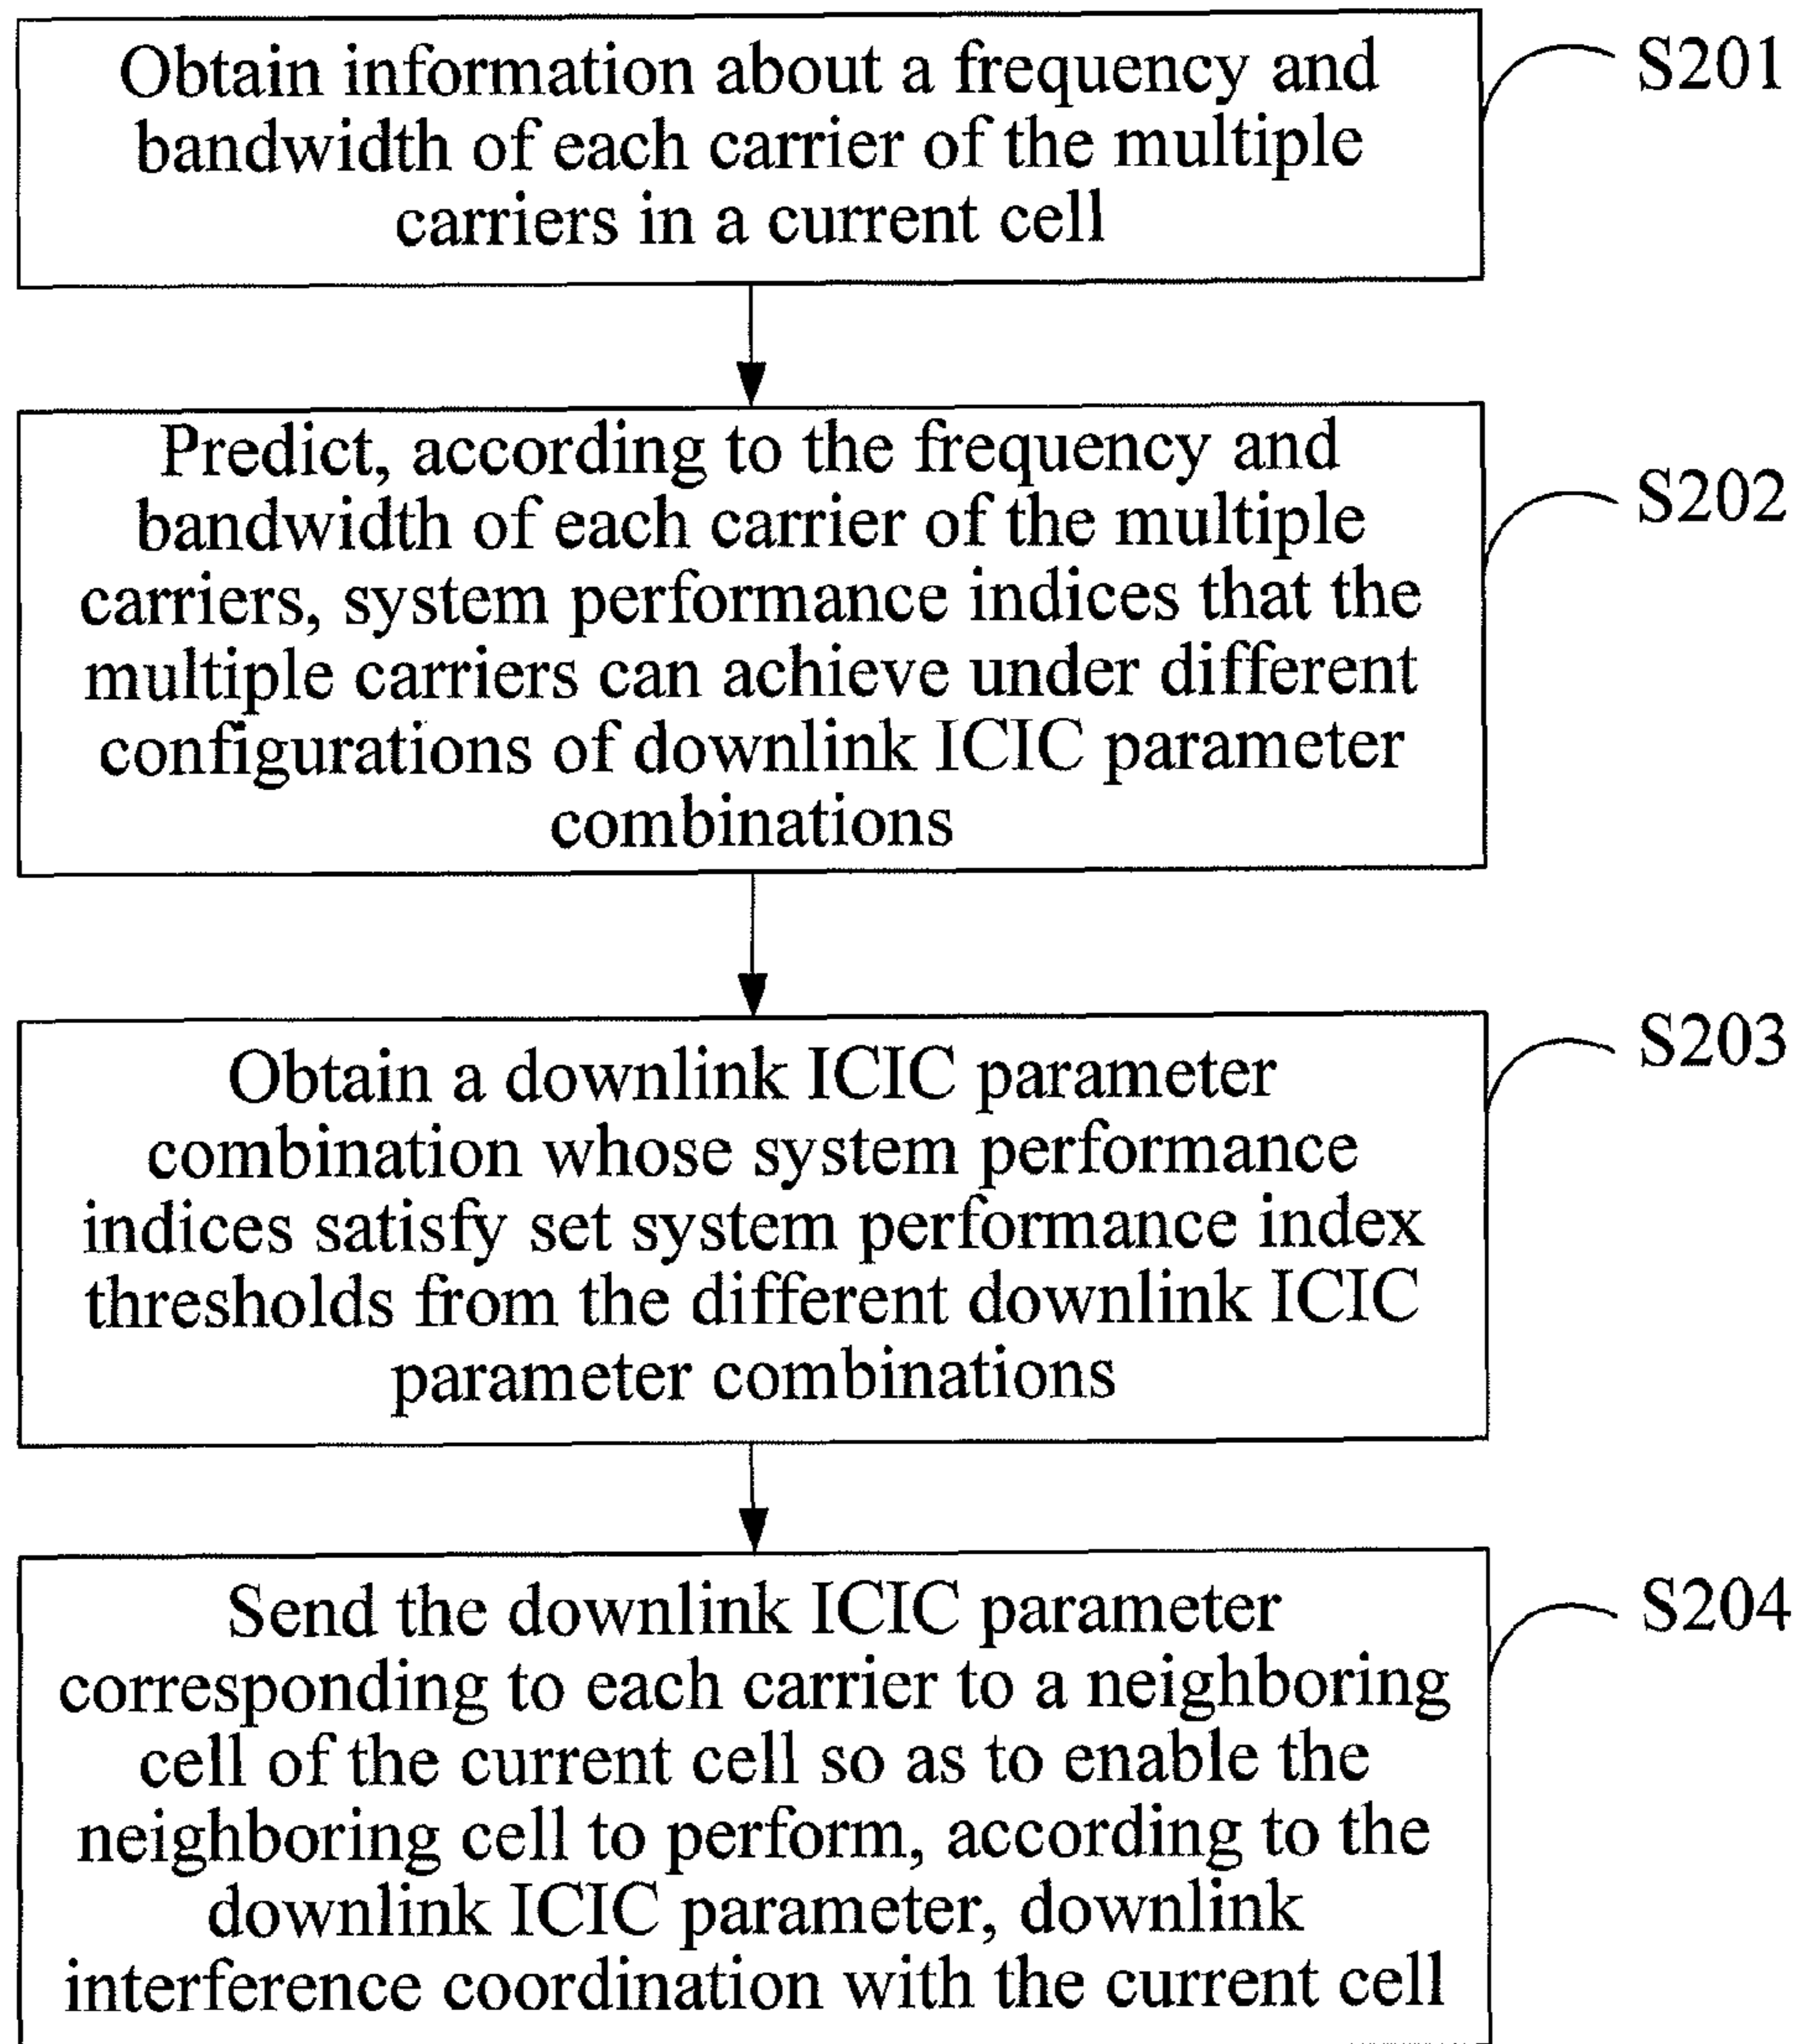 Obtain information about a frequency and
bandwidth of each carrier of the multiple
carriers in a current cell
S201
Predict, according to the frequency and
bandwidth of each carrier of the multiple
carriers, system performance indices that the
multiple carriers can achieve under different
configurations of downlink ICIC parameter
combinations
S202
Obtain a downlink ICIC parameter
combination whose system performance
indices satisfy set system performance index
thresholds from the different downlink ICIC
parameter combinations
S203
Send the downlink ICIC parameter
corresponding to each carrier to a neighboring
cell of the current cell so as to enable the
neighboring cell to perform, according to the
downlink ICIC parameter, downlink
interference coordination with the current cell
S204